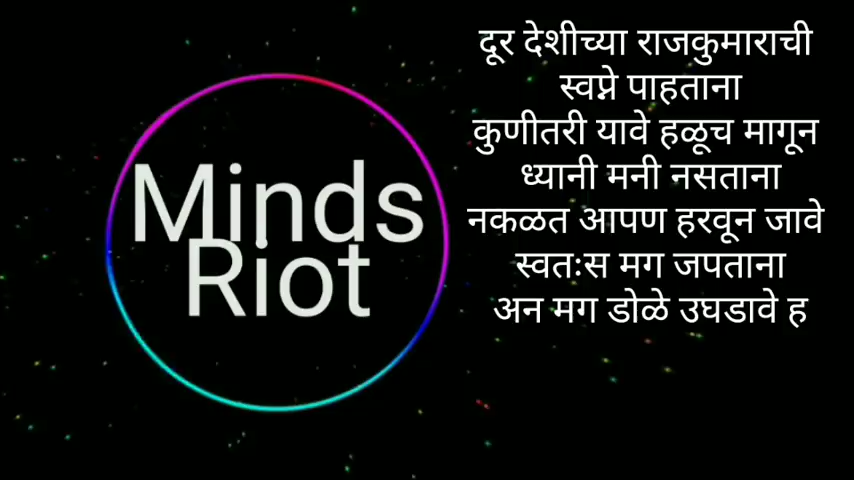 Minds
Riot
दूर देशीच्या राजकुमाराची
स्वप्ने पाहताना
कुणीतरी यावे हळूच मागून
ध्यानी मनी नसताना
नकळत आपण हरवून जावे
स्वतःस मग जपताना
अन मग डोळे उघडावे ह